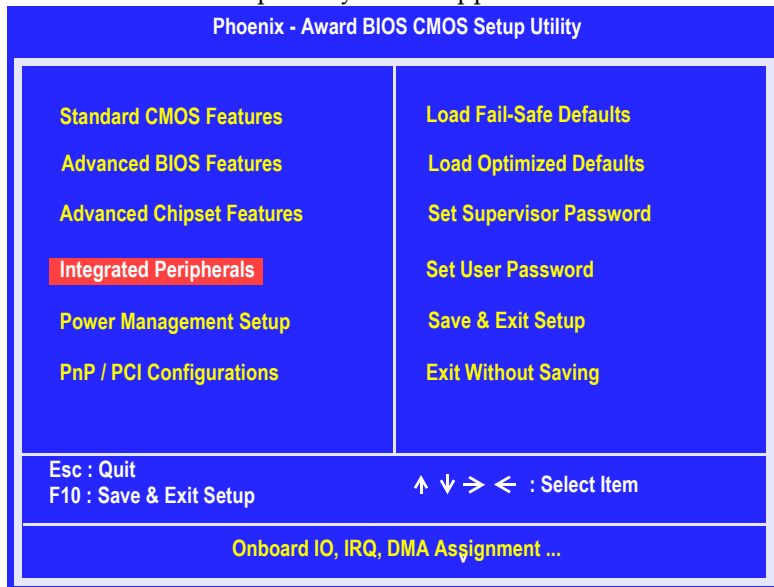 Phoenix - Award BIOS CMOS Setup Utility
Standard CMOS Features
Advanced BIOS Features
Advanced Chipset Features
Integrated Peripherals
Power Management Setup
PnP / PCI Configurations
Load Fail-Safe Defaults
Load Optimized Defaults
Set Supervisor Password
Set User Password
Save & Exit Setup
Exit Without Saving
Esc : Quit
F10 : Save & Exit Setup
↑ ↓ → ← : Select Item
Onboard IO, IRQ, DMA Assignment ...